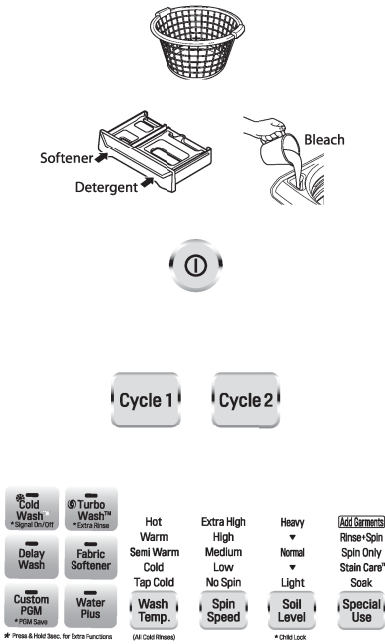 Bleach
Softener
Detergent
Cycle 1
Cycle 2
Cold Wash™
*Signal On/Off
Turbo Wash™
*Extra Rinse
Delay Wash
Fabric Softener
Custom PGM
*PGM Save
Water Plus
* Press & Hold 3sec. for Extra Functions
Hot
Warm
Semi Warm
Cold
Tap Cold
Wash Temp.
(All Cold Rinses)
Extra High
High
Medium
Low
No Spin
Spin Speed
Heavy
▼
Normal
▼
Light
Soil Level
* Child Lock
Add Garments
Rinse+Spin
Spin Only
Stain Care™
Soak
Special Use